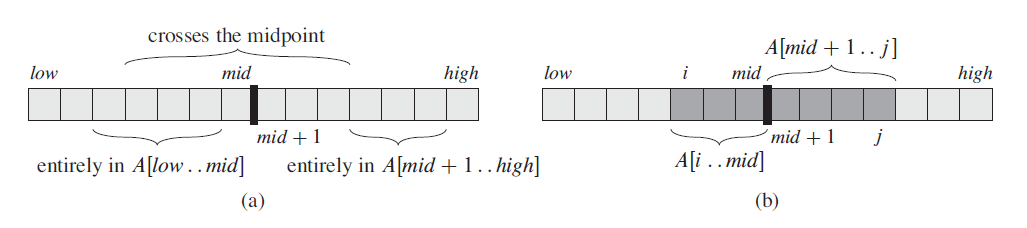 crosses the midpoint
low mid high
mid + 1
entirely in A[low . . mid] entirely in A[mid + 1 . . high]
(a)
A[mid + 1 . . j]
low i mid high
mid + 1 j
A[i . . mid]
(b)